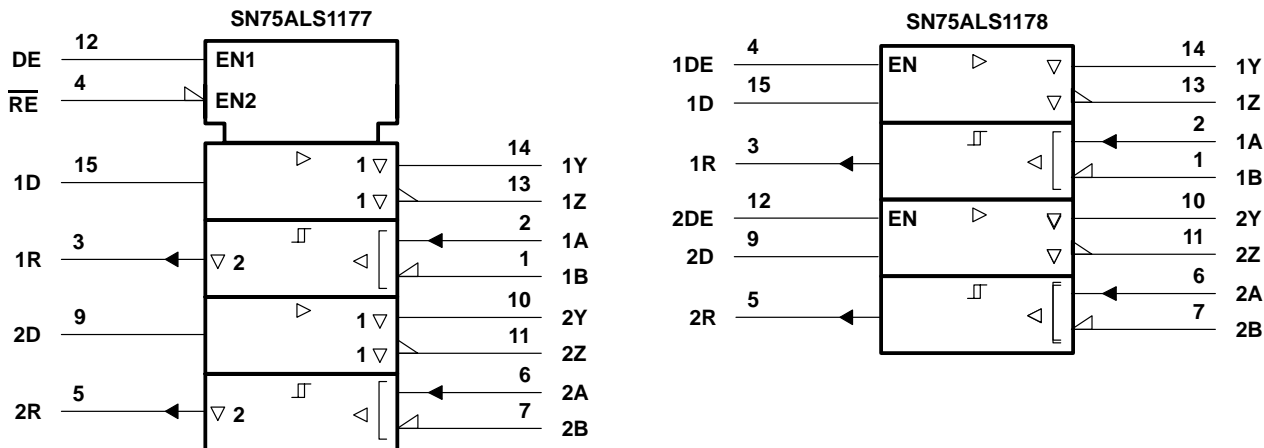 SN75ALS1177
DE 12 EN1
RE 4 EN2
1D 15 1 14 1Y
1 13 1Z
1R 3 2 2 1A
1 1B
2D 9 1 10 2Y
1 11 2Z
2R 5 2 6 2A
7 2B
SN75ALS1178
1DE 4 EN 14 1Y
1D 15 13 1Z
1R 3 2 1A
1 1B
2DE 12 EN 10 2Y
2D 9 11 2Z
2R 5 6 2A
7 2B